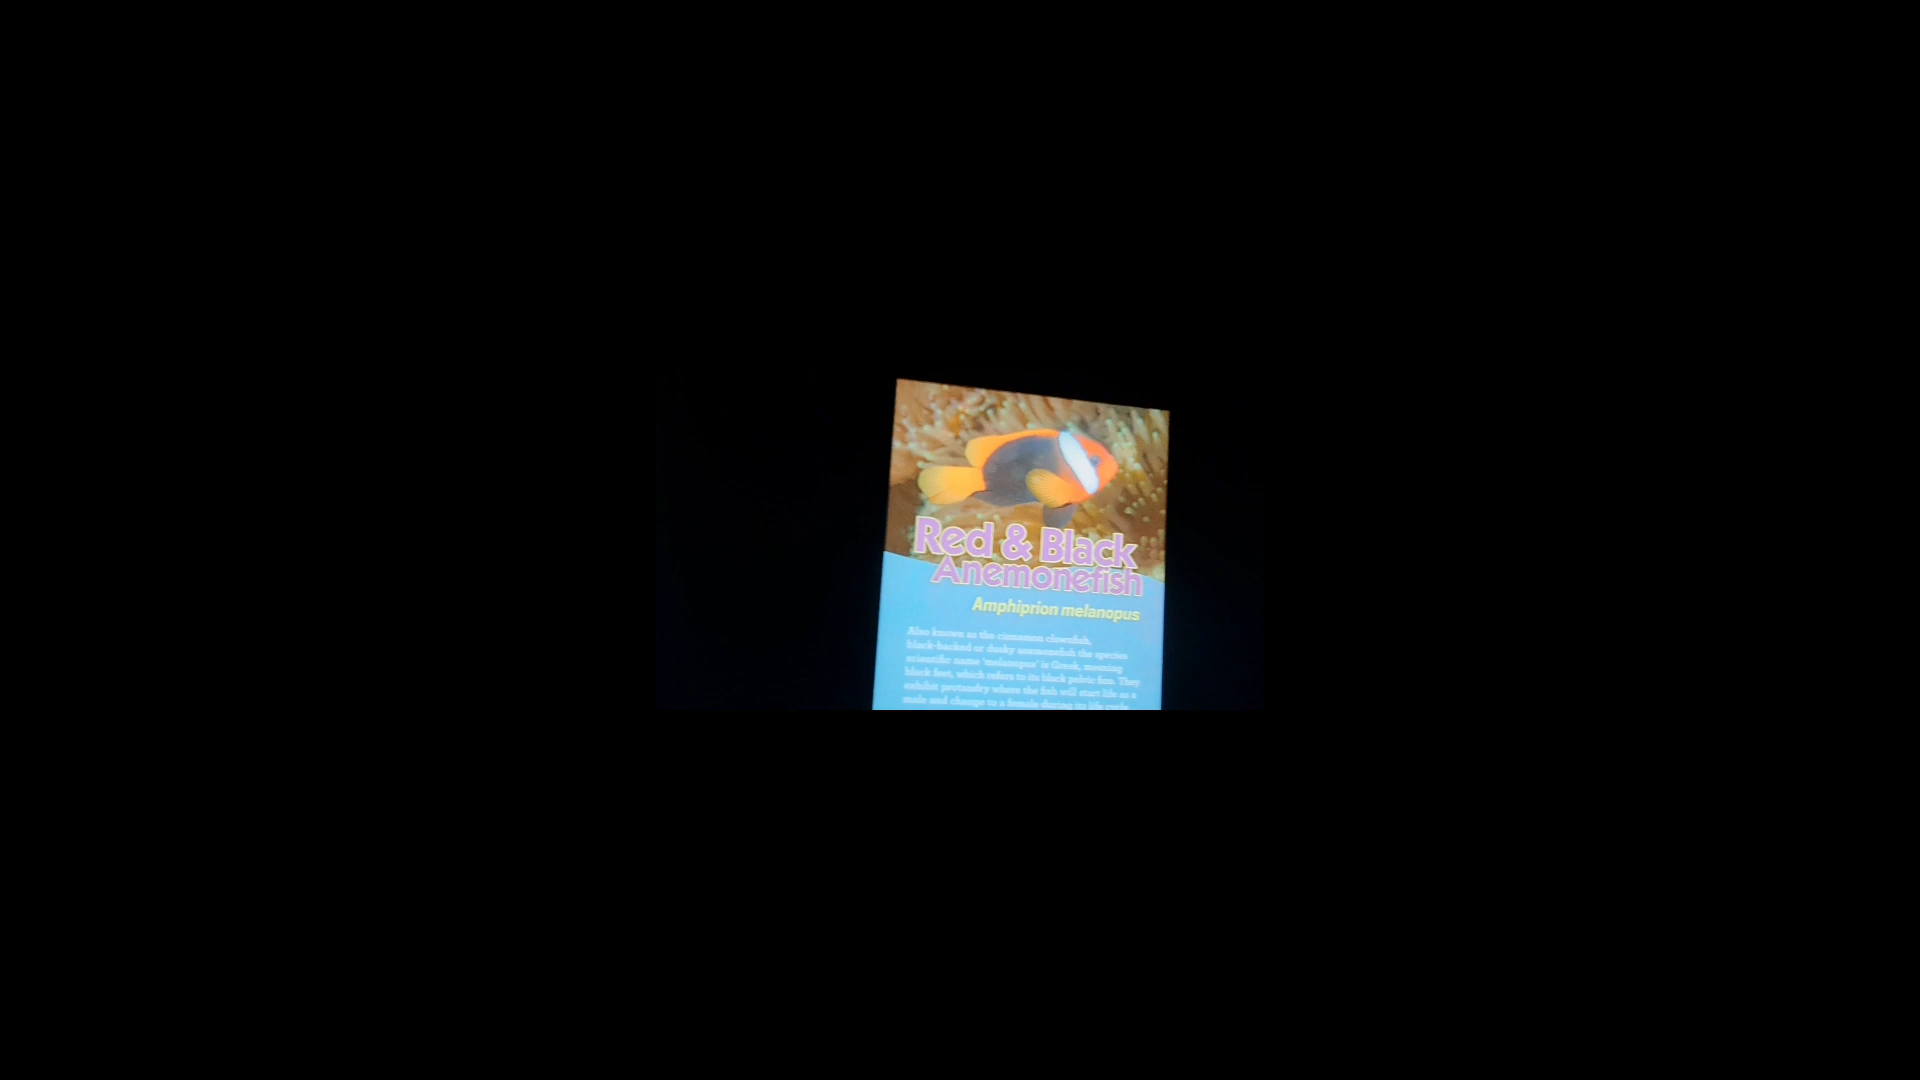 Red & Black
Anemonefish
Amphiprion melanopus
Also known as the cinnamon clownfish,
black-backed or dusky anemonefish the species
scientific name 'melanopus' is Greek, meaning
black feet, which refers to its black pelvic fins. They
exhibit protandry where the fish will start life as a
male and change to a female during its life cycle.